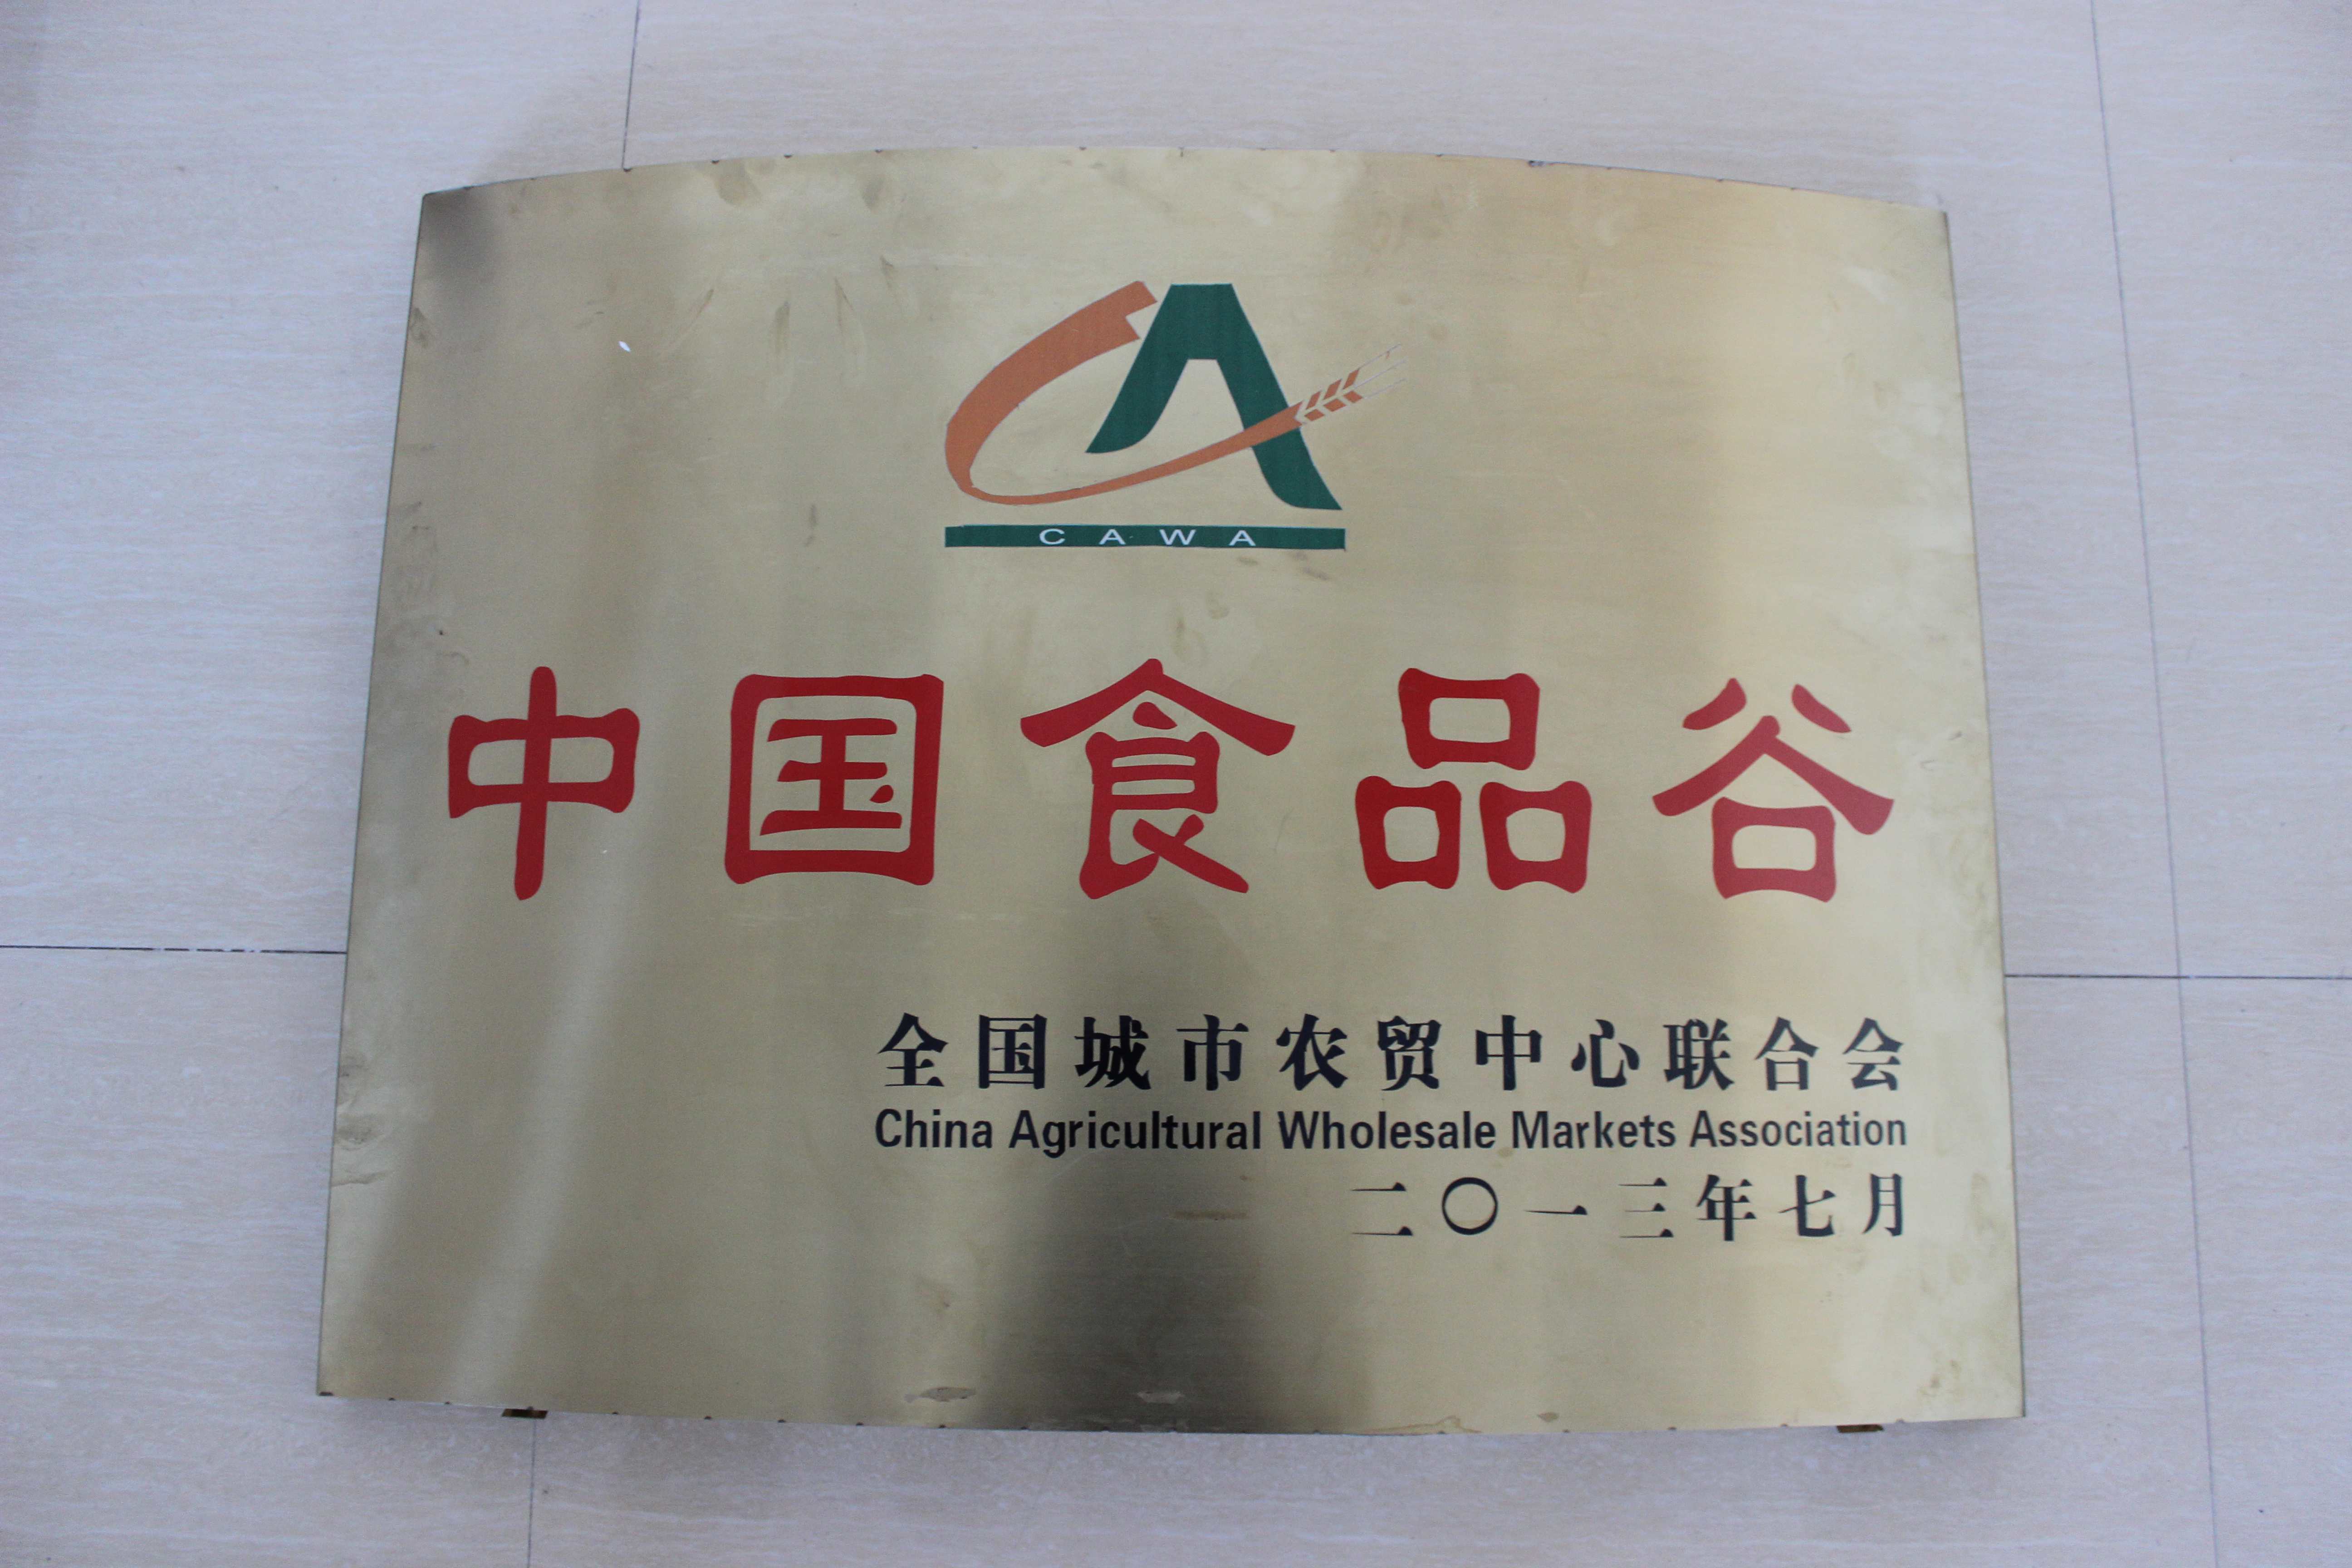 CAWA
中国食品谷
全国城市农贸中心联合会
China Agricultural Wholesale Markets Association
二〇一三年七月